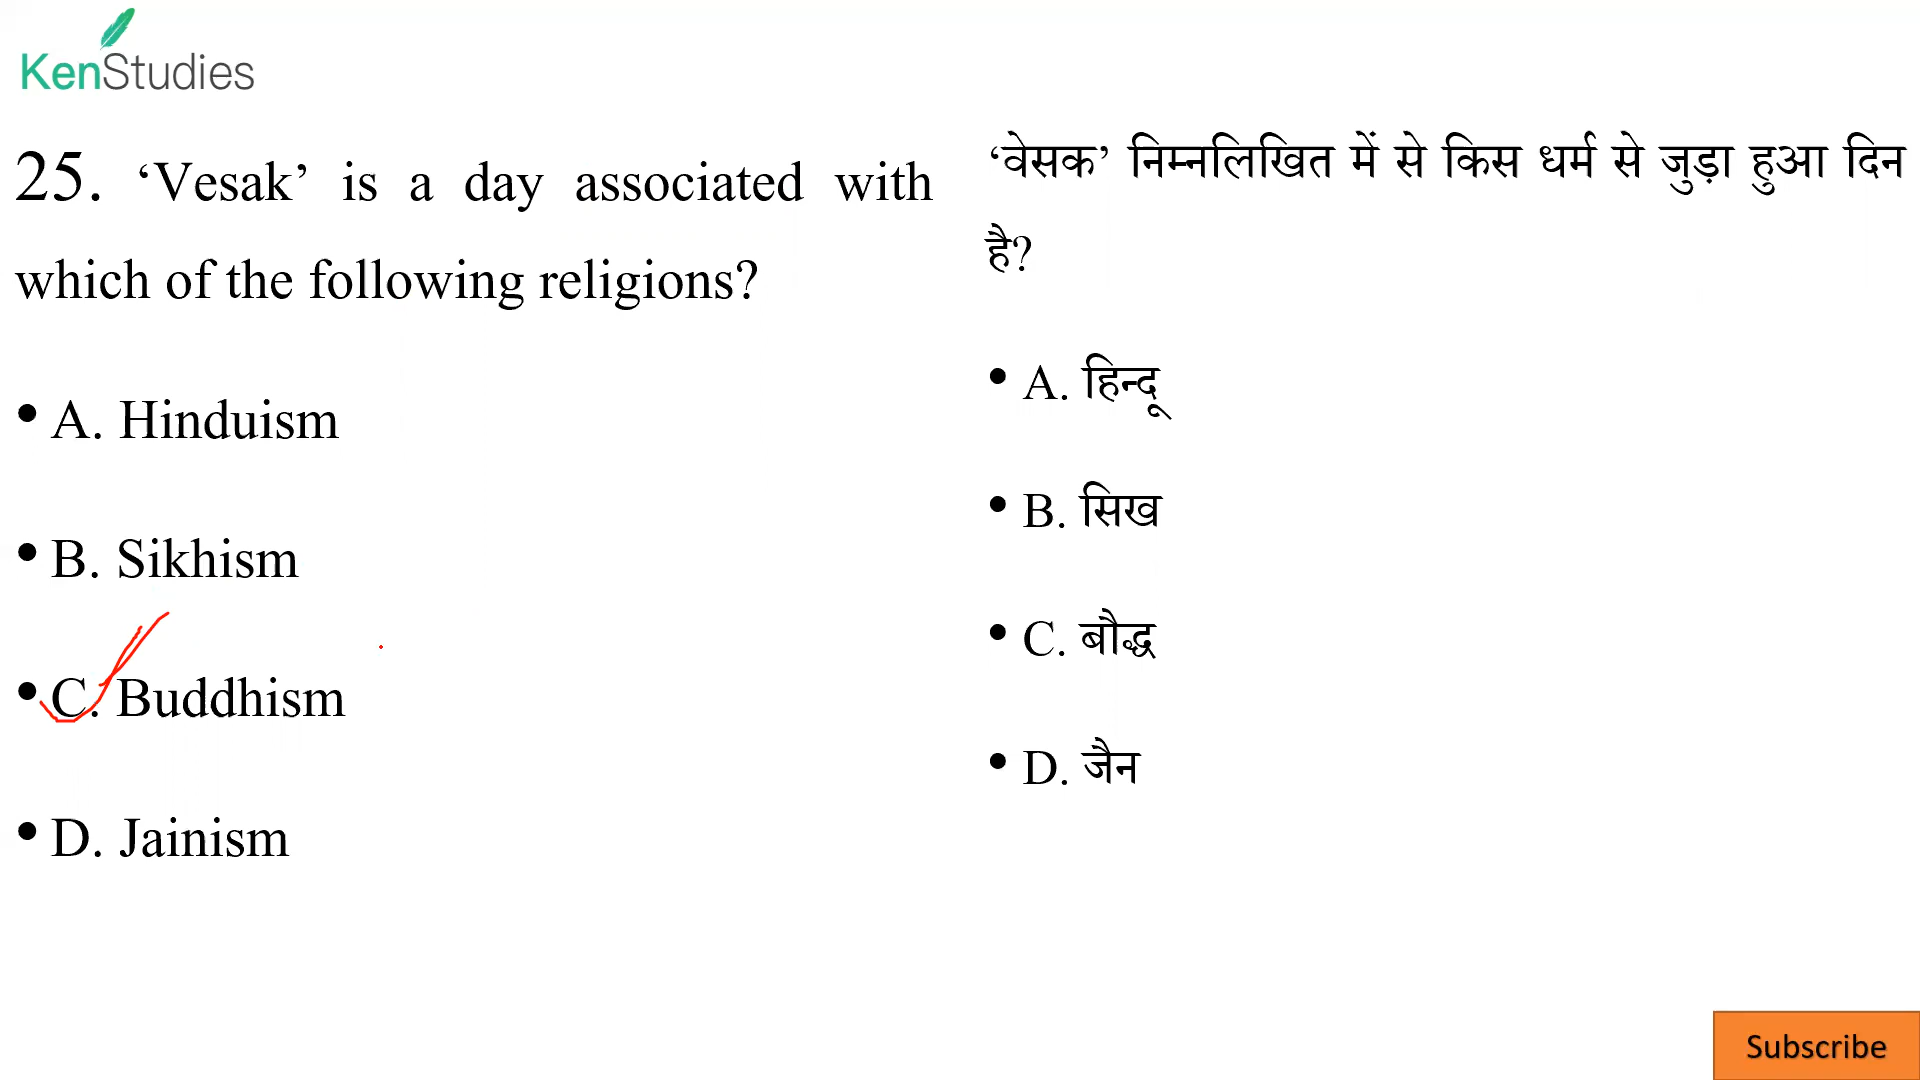 KenStudies
25. ‘Vesak’ is a day associated with
which of the following religions?
• A. Hinduism
• B. Sikhism
• C. Buddhism
• D. Jainism
‘वेसक’ निम्नलिखित में से किस धर्म से जुड़ा हुआ दिन
है?
• A. हिन्दू
• B. सिख
• C. बौद्ध
• D. जैन
Subscribe